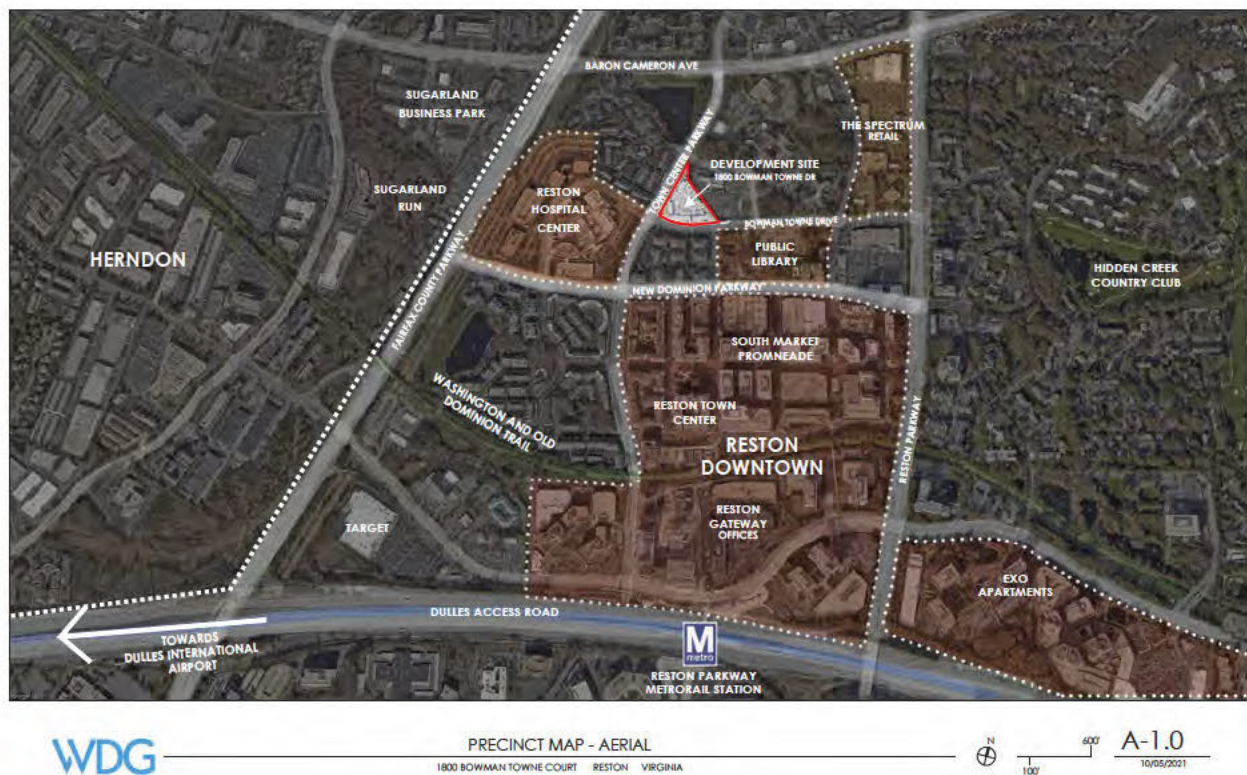 BARON CAMERON AVE
SUGARLAND
BUSINESS PARK
THE SPECTRUM
RETAIL
TOWN CENTER PARKWAY
DEVELOPMENT SITE
1800 BOWMAN TOWNE DR
SUGARLAND
RUN
RESTON
HOSPITAL
CENTER
BOWMAN TOWNE DRIVE
HERNDON
PUBLIC
LIBRARY
HIDDEN CREEK
COUNTRY CLUB
FAIRFAX COUNTY PARKWAY
NEW DOMINION PARKWAY
SOUTH MARKET
PROMNEADE
WASHINGTON AND OLD
DOMINION TRAIL
RESTON TOWN
CENTER
RESTON PARKWAY
RESTON
DOWNTOWN
TARGET
RESTON
GATEWAY
OFFICES
EXO
APARTMENTS
DULLES ACCESS ROAD
TOWARDS
DULLES INTERNATIONAL
AIRPORT
M
metro
RESTON PARKWAY
METRORAIL STATION
WDG
PRECINCT MAP - AERIAL
1800 BOWMAN TOWNE COURT RESTON VIRGINIA
N
100'
600'
A-1.0
10/05/2021